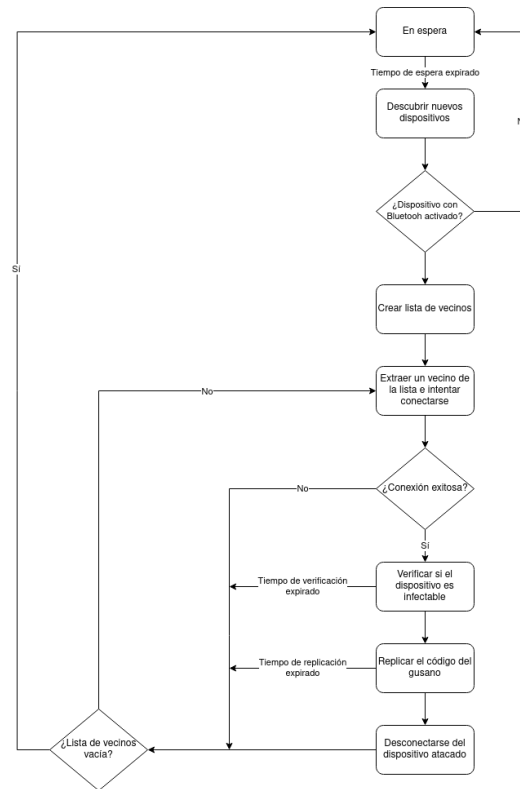 En espera
Tiempo de espera expirado
Descubrir nuevos
dispositivos
¿Dispositivo con
Bluetooh activado?
Sí
Crear lista de vecinos
Extraer un vecino de
la lista e intentar
conectarse
No
¿Conexión exitosa?
No
Sí
Verificar si el
dispositivo es
infectable
Tiempo de verificación
expirado
Replicar el código del
gusano
Tiempo de replicación
expirado
Desconectarse del
dispositivo atacado
¿Lista de vecinos
vacía?